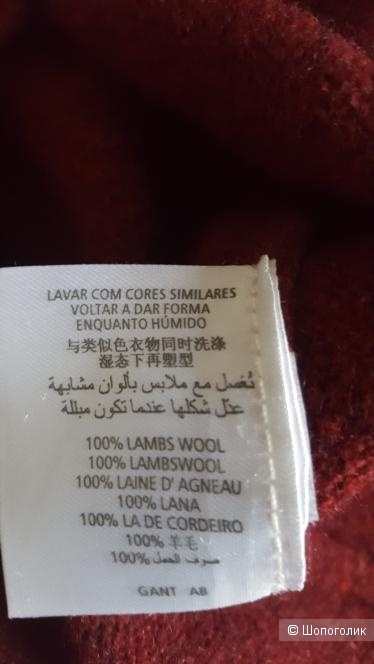 LAVAR COM CORES SIMILARES
VOLTAR A DAR FORMA
ENQUANTO HÚMIDO
与类似色衣物同时洗涤
湿态下再塑型
تُغسل مع ملابس بألوان مشابهة
عدّل شكلها عندما تكون مبللة
100% LAMBS WOOL
100% LAMBSWOOL
100% LAINE D' AGNEAU
100% LANA
100% LA DE CORDEIRO
100% 羊毛
100% صوف الحمل
GANT AB
© Шопоголик